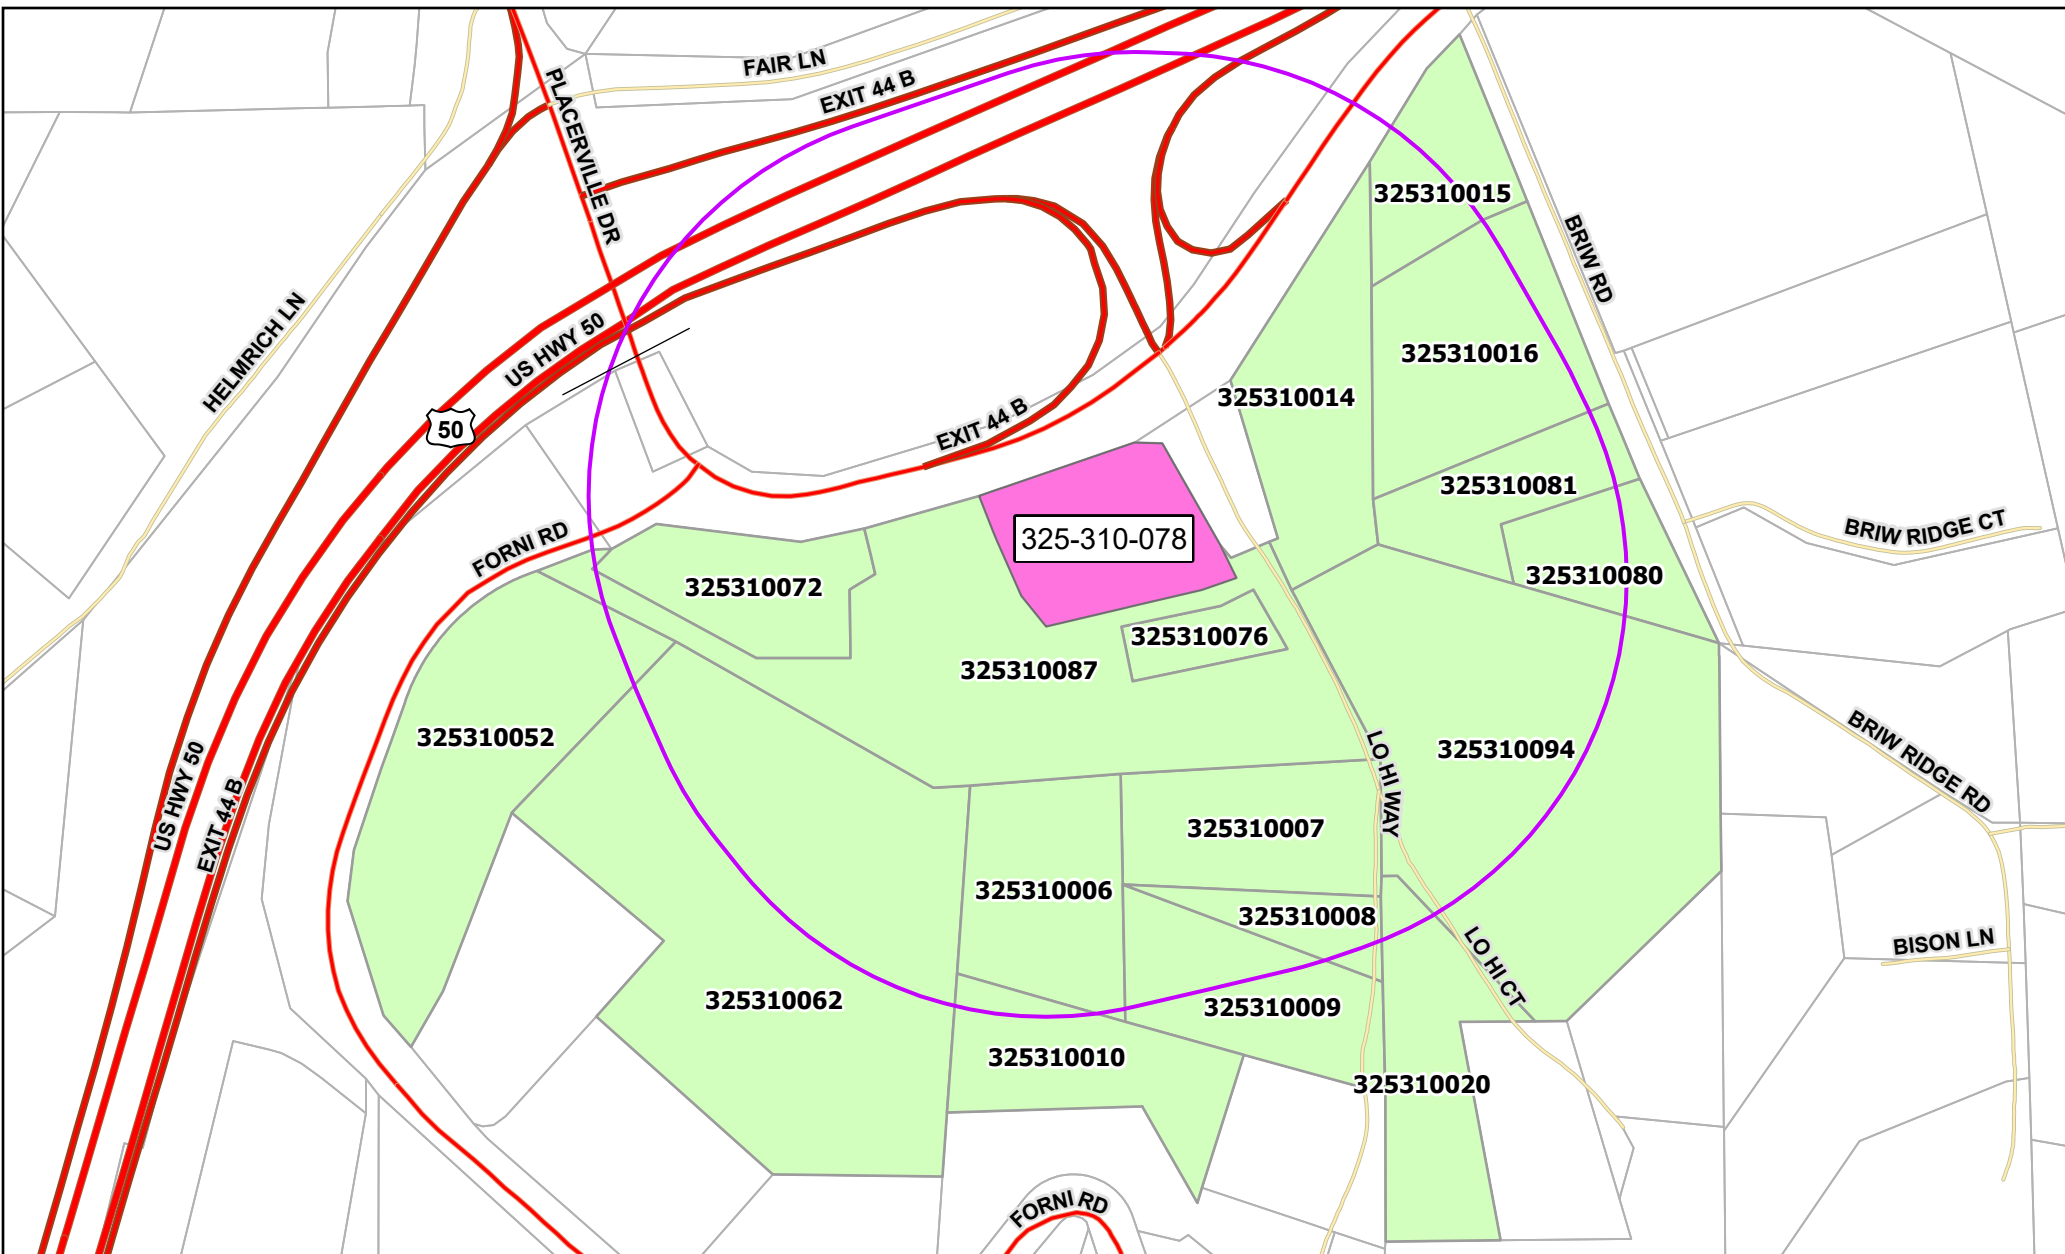 FAIR LN
EXIT 44 B
PLACERVILLE DR
325310015
BRIW RD
HELMRICH LN
US HWY 50
325310016
325310014
50
EXIT 44 B
325310081
BRIW RIDGE CT
FORNI RD
325-310-078
325310072
325310080
325310076
325310087
325310052
325310094
LO HI WAY
BRIW RIDGE RD
US HWY 50
EXIT 44 B
325310007
325310006
325310008
BISON LN
LO HI CT
325310062
325310009
325310010
325310020
FORNI RD